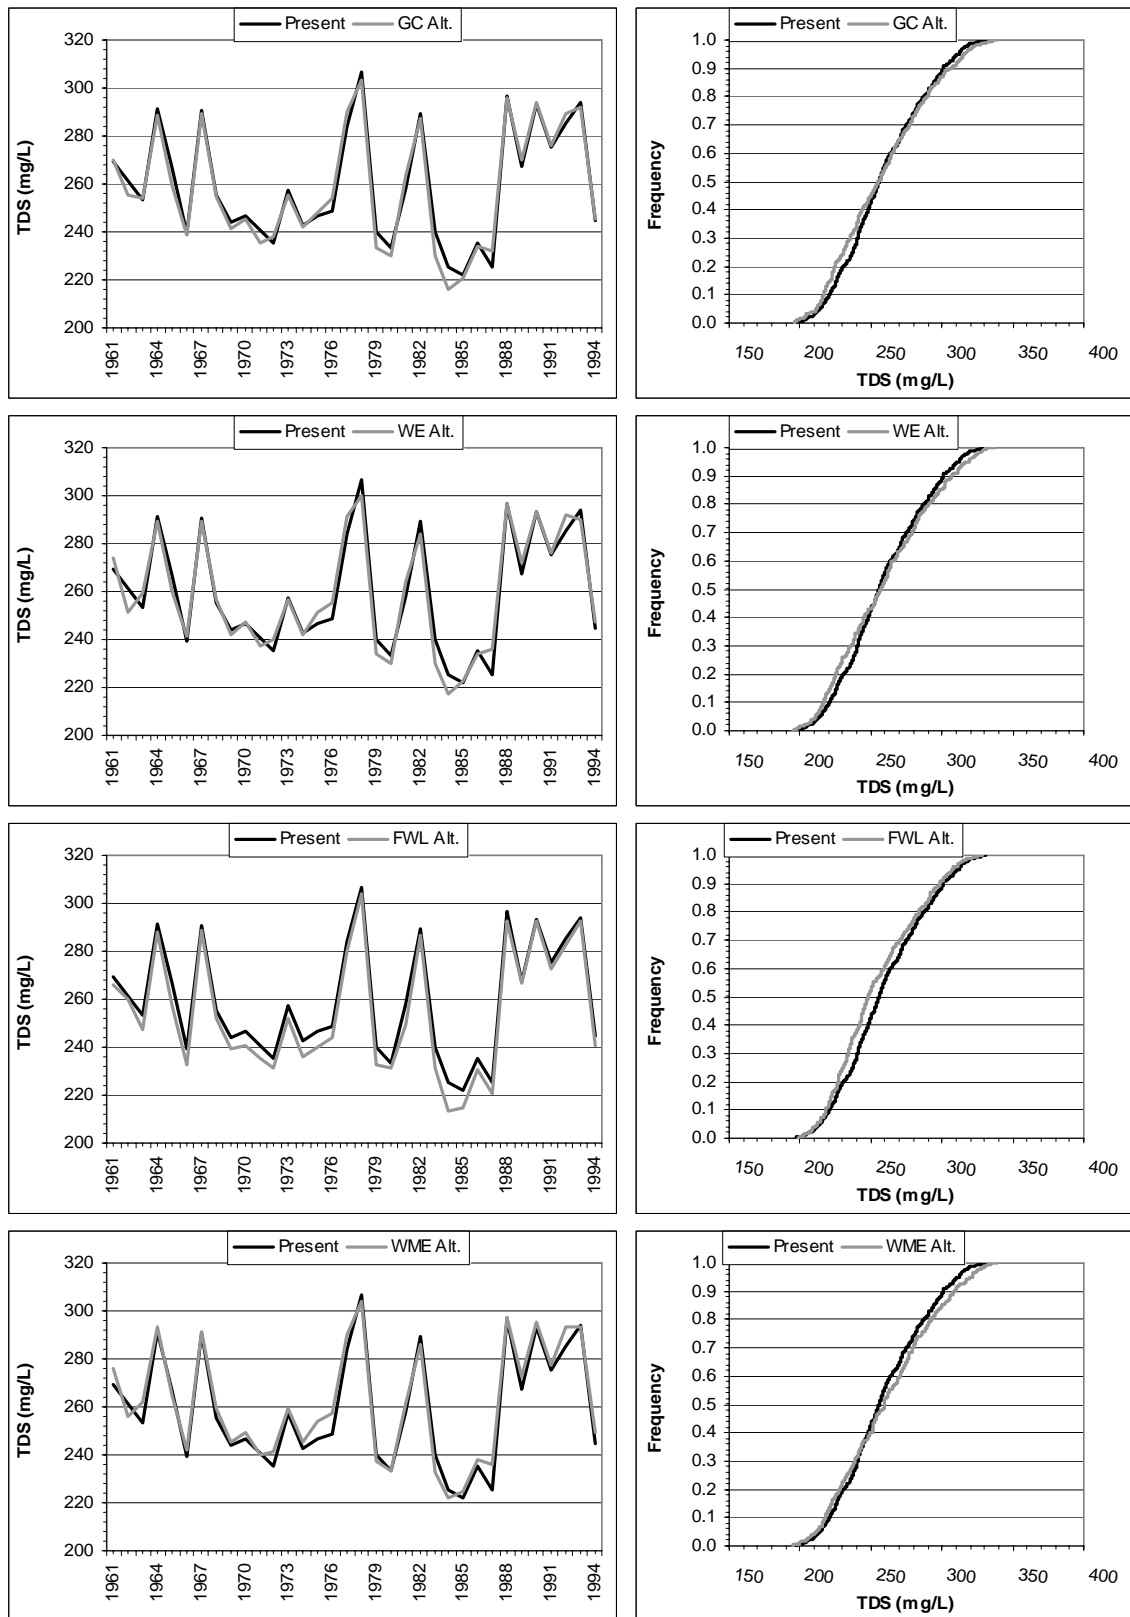 Present GC Alt.
320
300
280
260
240
220
200
TDS (mg/L)
1961 1964 1967 1970 1973 1976 1979 1982 1985 1988 1991 1994
Present GC Alt.
1.0
0.9
0.8
0.7
0.6
0.5
0.4
0.3
0.2
0.1
0.0
Frequency
150 200 250 300 350 400
TDS (mg/L)
Present WE Alt.
320
300
280
260
240
220
200
TDS (mg/L)
1961 1964 1967 1970 1973 1976 1979 1982 1985 1988 1991 1994
Present WE Alt.
1.0
0.9
0.8
0.7
0.6
0.5
0.4
0.3
0.2
0.1
0.0
Frequency
150 200 250 300 350 400
TDS (mg/L)
Present FWL Alt.
320
300
280
260
240
220
200
TDS (mg/L)
1961 1964 1967 1970 1973 1976 1979 1982 1985 1988 1991 1994
Present FWL Alt.
1.0
0.9
0.8
0.7
0.6
0.5
0.4
0.3
0.2
0.1
0.0
Frequency
150 200 250 300 350 400
TDS (mg/L)
Present WME Alt.
320
300
280
260
240
220
200
TDS (mg/L)
1961 1964 1967 1970 1973 1976 1979 1982 1985 1988 1991 1994
Present WME Alt.
1.0
0.9
0.8
0.7
0.6
0.5
0.4
0.3
0.2
0.1
0.0
Frequency
150 200 250 300 350 400
TDS (mg/L)